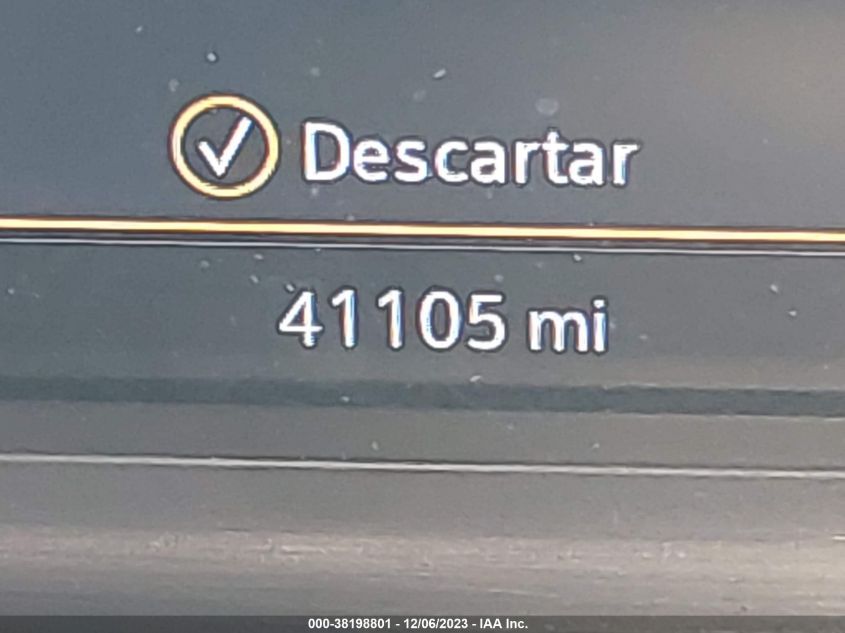 Descartar
41105 mi
000-38198801 - 12/06/2023 - IAA Inc.